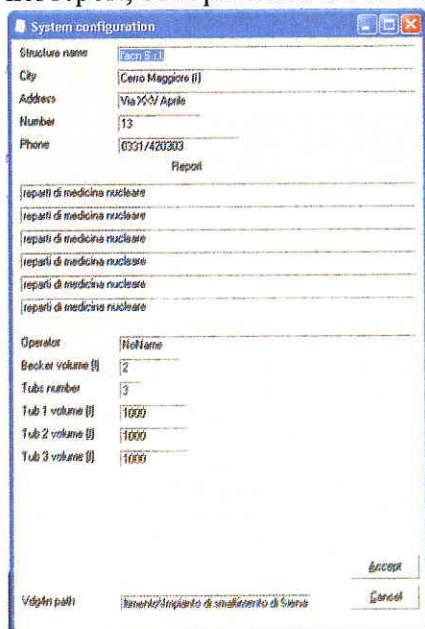 System configuration
Structure name
City Cerro Maggiore (I)
Address Via XXV Aprile
Number 13
Phone 0331/420303
Report
reparti di medicina nucleare
reparti di medicina nucleare
reparti di medicina nucleare
reparti di medicina nucleare
reparti di medicina nucleare
reparti di medicina nucleare
Operator NoName
Becker volume (l) 2
Tubs number 3
Tub 1 volume (l) 1000
Tub 2 volume (l) 1000
Tub 3 volume (l) 1000
Accept
path Impianto di smaltimento di Siena
Cancel